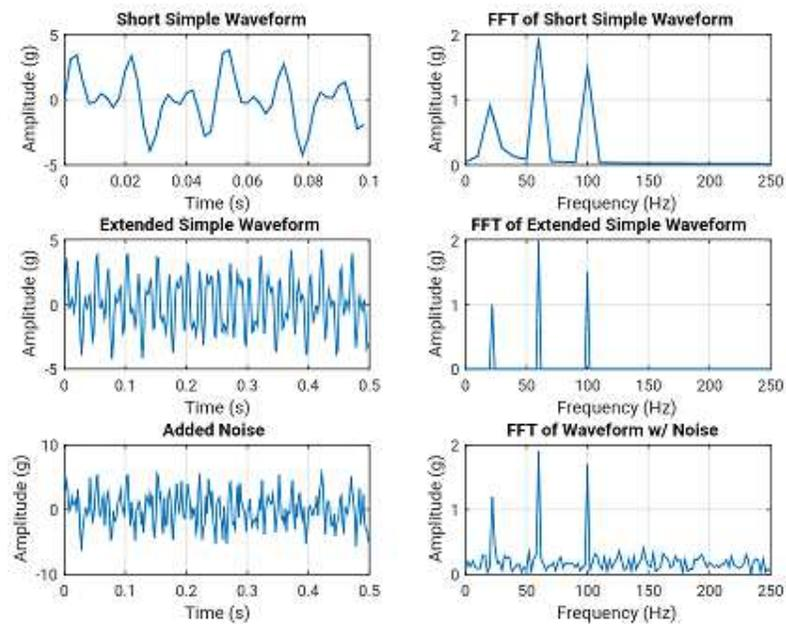 Short Simple Waveform
Amplitude (g)
5
0
-5
0 0.02 0.04 0.06 0.08 0.1
Time (s)
FFT of Short Simple Waveform
Amplitude (g)
2
1
0
0 50 100 150 200 250
Frequency (Hz)
Extended Simple Waveform
Amplitude (g)
5
0
-5
0 0.1 0.2 0.3 0.4 0.5
Time (s)
FFT of Extended Simple Waveform
Amplitude (g)
2
1
0
0 50 100 150 200 250
Frequency (Hz)
Added Noise
Amplitude (g)
10
0
-10
0 0.1 0.2 0.3 0.4 0.5
Time (s)
FFT of Waveform w/ Noise
Amplitude (g)
2
1
0
0 50 100 150 200 250
Frequency (Hz)